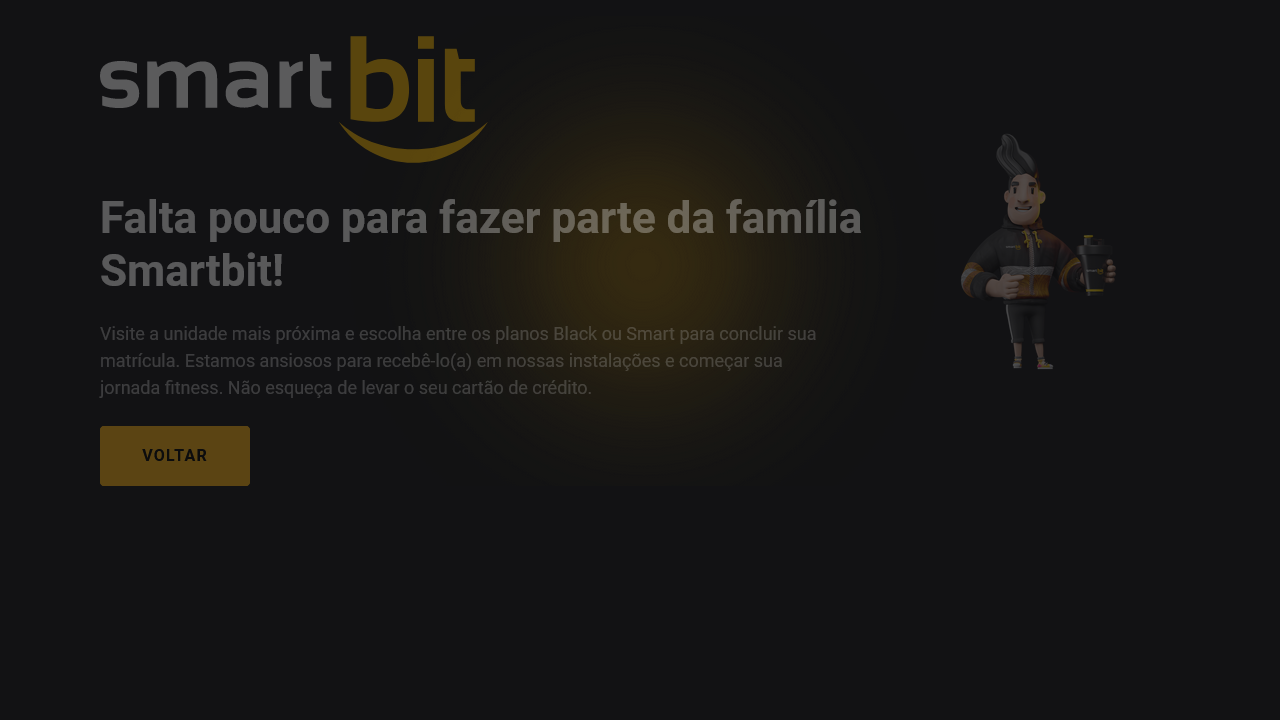 smart bit
Falta pouco para fazer parte da família
Smartbit!
Visite a unidade mais próxima e escolha entre os planos Black ou Smart para concluir sua
matrícula. Estamos ansiosos para recebê-lo(a) em nossas instalações e começar sua
jornada fitness. Não esqueça de levar o seu cartão de crédito.
VOLTAR